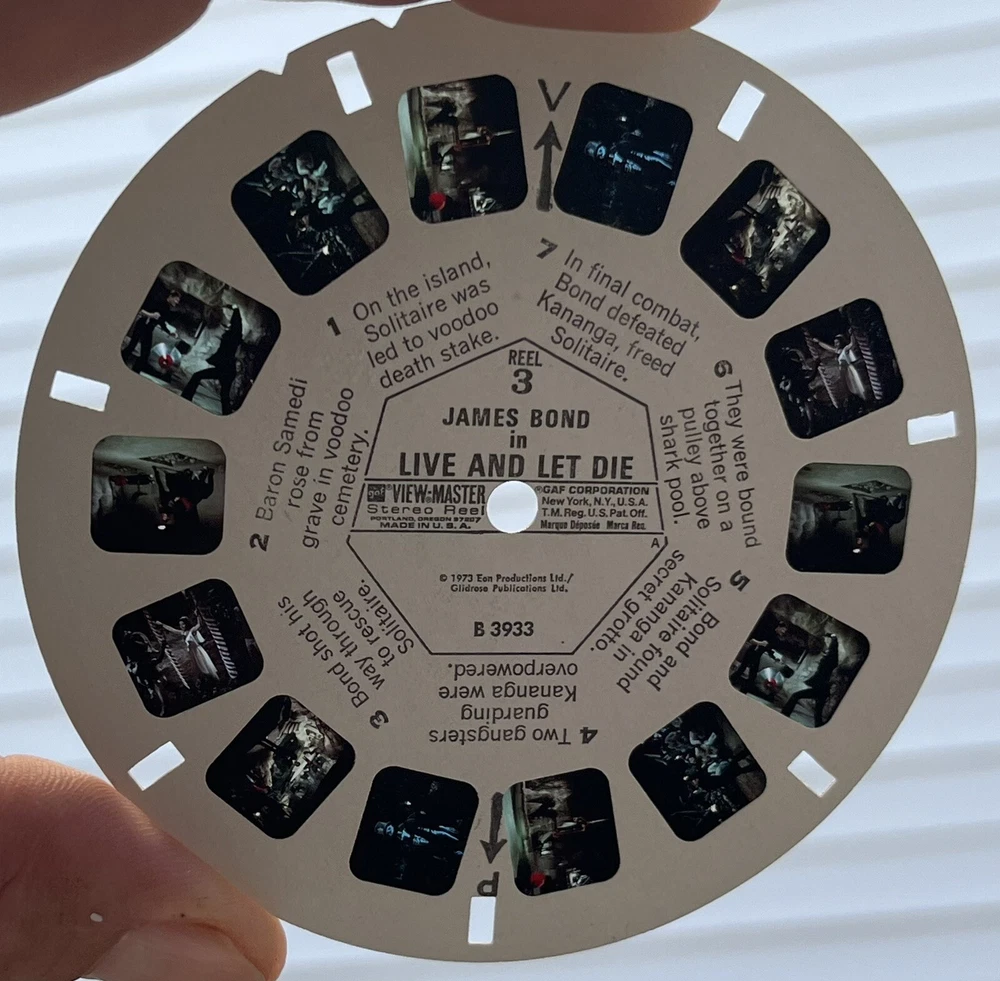 V
1 On the island,
Solitaire was
led to voodoo
death stake.
2 Baron Samedi
rose from
grave in voodoo
cemetery.
3 Bond shot his
way through
to rescue
Solitaire.
4 Two gangsters
guarding
Kananga were
overpowered.
5 Bond and
Solitaire found
Kananga in
secret grotto.
6 They were bound
together on a
pulley above
shark pool.
7 In final combat,
Bond defeated
Kananga, freed
Solitaire.
REEL
3
JAMES BOND
in
LIVE AND LET DIE
gaf VIEW-MASTER
Stereo Reel
PORTLAND, OREGON 97207
MADE IN U.S.A.
®GAF CORPORATION
New York, N.Y., U.S.A.
T.M. Reg. U.S. Pat. Off.
Marque Déposée Marca Reg.
A
© 1973 Eon Productions Ltd./
Glidrose Publications Ltd.
B 3933
P